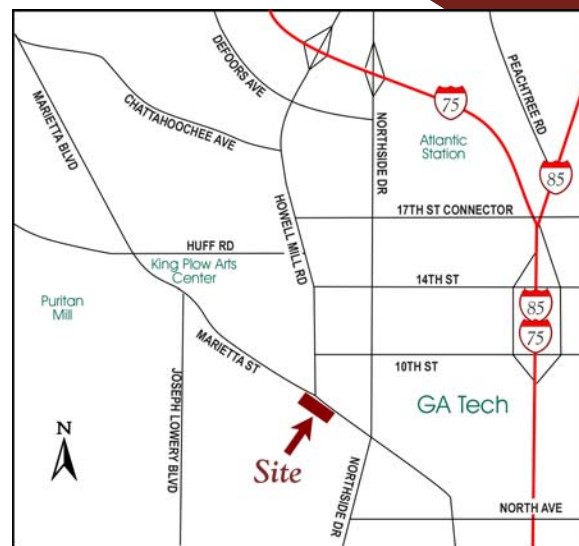 DEFOORS AVE
MARIETTA BLVD
CHATTAHOOCHEE AVE
PEACHTREE RD
75
NORTHSIDE DR
Atlantic
Station
85
HOWELL MILL RD
17TH ST CONNECTOR
HUFF RD
King Plow Arts
Center
14TH ST
Puritan
Mill
85
75
MARIETTA ST
10TH ST
JOSEPH LOWERY BLVD
GA Tech
N
Site
NORTHSIDE DR
NORTH AVE